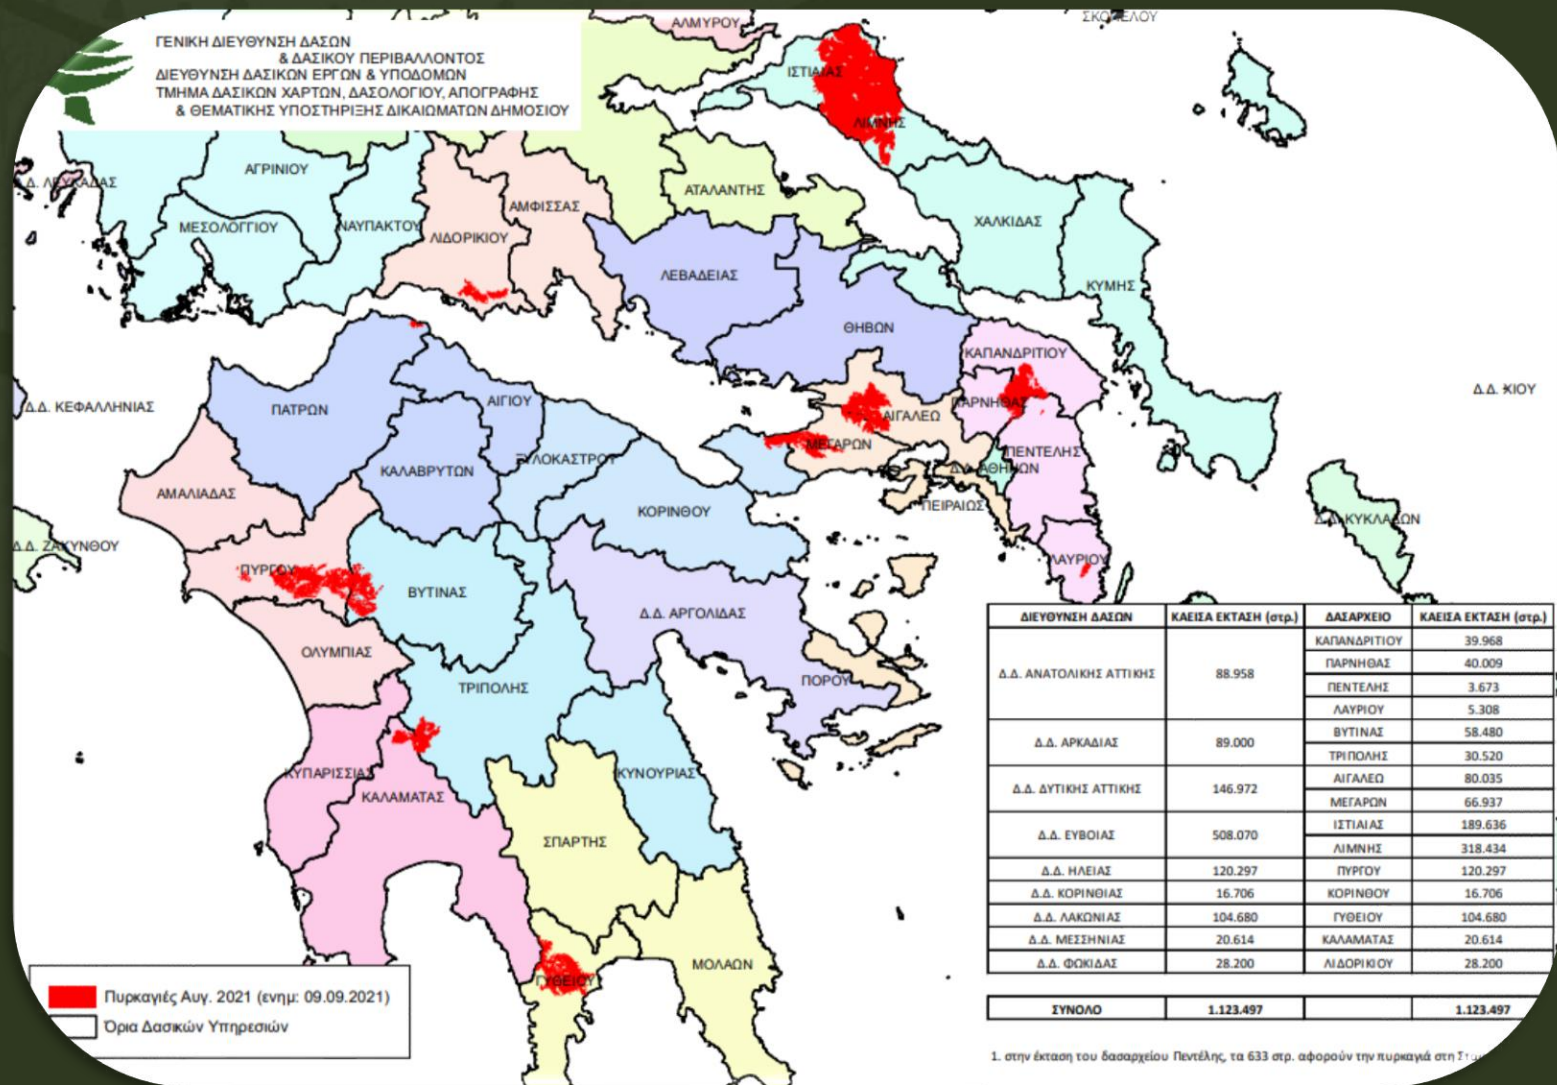 ΓΕΝΙΚΗ ΔΙΕΥΘΥΝΣΗ ΔΑΣΩΝ
& ΔΑΣΙΚΟΥ ΠΕΡΙΒΑΛΛΟΝΤΟΣ
ΔΙΕΥΘΥΝΣΗ ΔΑΣΙΚΩΝ ΕΡΓΩΝ & ΥΠΟΔΟΜΩΝ
ΤΜΗΜΑ ΔΑΣΙΚΩΝ ΧΑΡΤΩΝ, ΔΑΣΟΛΟΓΙΟΥ, ΑΠΟΓΡΑΦΗΣ
& ΘΕΜΑΤΙΚΗΣ ΥΠΟΣΤΗΡΙΞΗΣ ΔΙΚΑΙΩΜΑΤΩΝ ΔΗΜΟΣΙΟΥ
ΑΛΜΥΡΟΥ
ΣΚΟΠΕΛΟΥ
ΙΣΤΙΑΙΑΣ
ΛΙΜΝΗΣ
ΑΓΡΙΝΙΟΥ
Δ.Δ. ΛΕΥΚΑΔΑΣ
ΑΤΑΛΑΝΤΗΣ
ΑΜΦΙΣΣΑΣ
ΜΕΣΟΛΟΓΓΙΟΥ
ΝΑΥΠΑΚΤΟΥ
ΛΙΔΟΡΙΚΙΟΥ
ΧΑΛΚΙΔΑΣ
ΛΕΒΑΔΕΙΑΣ
ΚΥΜΗΣ
ΘΗΒΩΝ
ΚΑΠΑΝΔΡΙΤΙΟΥ
Δ.Δ. ΧΙΟΥ
Δ.Δ. ΚΕΦΑΛΛΗΝΙΑΣ
ΠΑΤΡΩΝ
ΑΙΓΙΟΥ
ΠΑΡΝΗΘΑΣ
ΑΙΓΑΛΕΩ
ΜΕΓΑΡΩΝ
ΠΕΝΤΕΛΗΣ
ΞΥΛΟΚΑΣΤΡΟΥ
ΚΑΛΑΒΡΥΤΩΝ
Δ.Δ. ΑΘΗΝΩΝ
ΑΜΑΛΙΑΔΑΣ
ΠΕΙΡΑΙΩΣ
ΚΟΡΙΝΘΟΥ
Δ.Δ. ΚΥΚΛΑΔΩΝ
Δ.Δ. ΖΑΚΥΝΘΟΥ
ΛΑΥΡΙΟΥ
ΠΥΡΓΟΥ
ΒΥΤΙΝΑΣ
Δ.Δ. ΑΡΓΟΛΙΔΑΣ
ΟΛΥΜΠΙΑΣ
ΤΡΙΠΟΛΗΣ
ΠΟΡΟΥ
ΚΥΠΑΡΙΣΣΙΑΣ
ΚΥΝΟΥΡΙΑΣ
ΚΑΛΑΜΑΤΑΣ
ΣΠΑΡΤΗΣ
ΜΟΛΑΩΝ
ΓΥΘΕΙΟΥ
Πυρκαγιές Αυγ. 2021 (ενημ: 09.09.2021)
Όρια Δασικών Υπηρεσιών
ΔΙΕΥΘΥΝΣΗ ΔΑΣΩΝ ΚΑΕΙΣΑ ΕΚΤΑΣΗ (στρ.) ΔΑΣΑΡΧΕΙΟ ΚΑΕΙΣΑ ΕΚΤΑΣΗ (στρ.)
Δ.Δ. ΑΝΑΤΟΛΙΚΗΣ ΑΤΤΙΚΗΣ 88.958 ΚΑΠΑΝΔΡΙΤΙΟΥ 39.968
ΠΑΡΝΗΘΑΣ 40.009
ΠΕΝΤΕΛΗΣ 3.673
ΛΑΥΡΙΟΥ 5.308
Δ.Δ. ΑΡΚΑΔΙΑΣ 89.000 ΒΥΤΙΝΑΣ 58.480
ΤΡΙΠΟΛΗΣ 30.520
Δ.Δ. ΔΥΤΙΚΗΣ ΑΤΤΙΚΗΣ 146.972 ΑΙΓΑΛΕΩ 80.035
ΜΕΓΑΡΩΝ 66.937
Δ.Δ. ΕΥΒΟΙΑΣ 508.070 ΙΣΤΙΑΙΑΣ 189.636
ΛΙΜΝΗΣ 318.434
Δ.Δ. ΗΛΕΙΑΣ 120.297 ΠΥΡΓΟΥ 120.297
Δ.Δ. ΚΟΡΙΝΘΙΑΣ 16.706 ΚΟΡΙΝΘΟΥ 16.706
Δ.Δ. ΛΑΚΩΝΙΑΣ 104.680 ΓΥΘΕΙΟΥ 104.680
Δ.Δ. ΜΕΣΣΗΝΙΑΣ 20.614 ΚΑΛΑΜΑΤΑΣ 20.614
Δ.Δ. ΦΩΚΙΔΑΣ 28.200 ΛΙΔΟΡΙΚΙΟΥ 28.200
ΣΥΝΟΛΟ 1.123.497 1.123.497
1. στην έκταση του δασαρχείου Πεντέλης, τα 633 στρ. αφορούν την πυρκαγιά στη